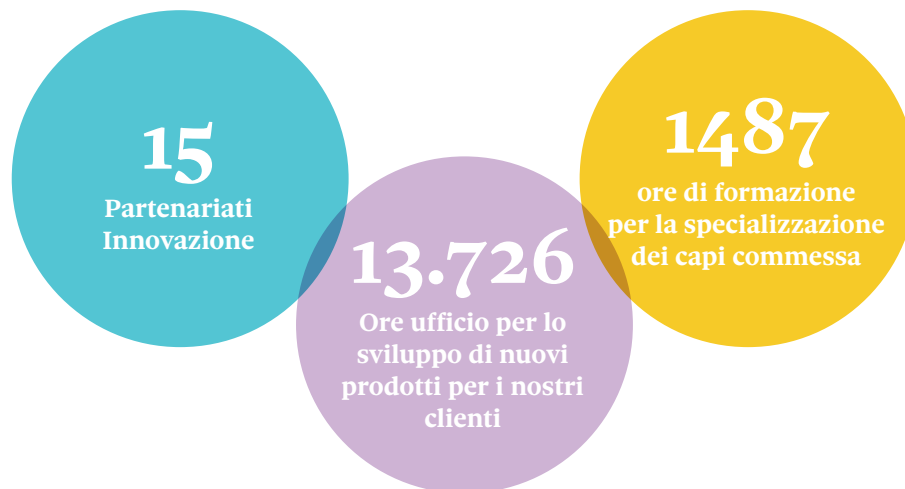 15
Partenariati
Innovazione
13.726
Ore ufficio per lo
sviluppo di nuovi
prodotti per i nostri
clienti
1487
ore di formazione
per la specializzazione
dei capi commessa